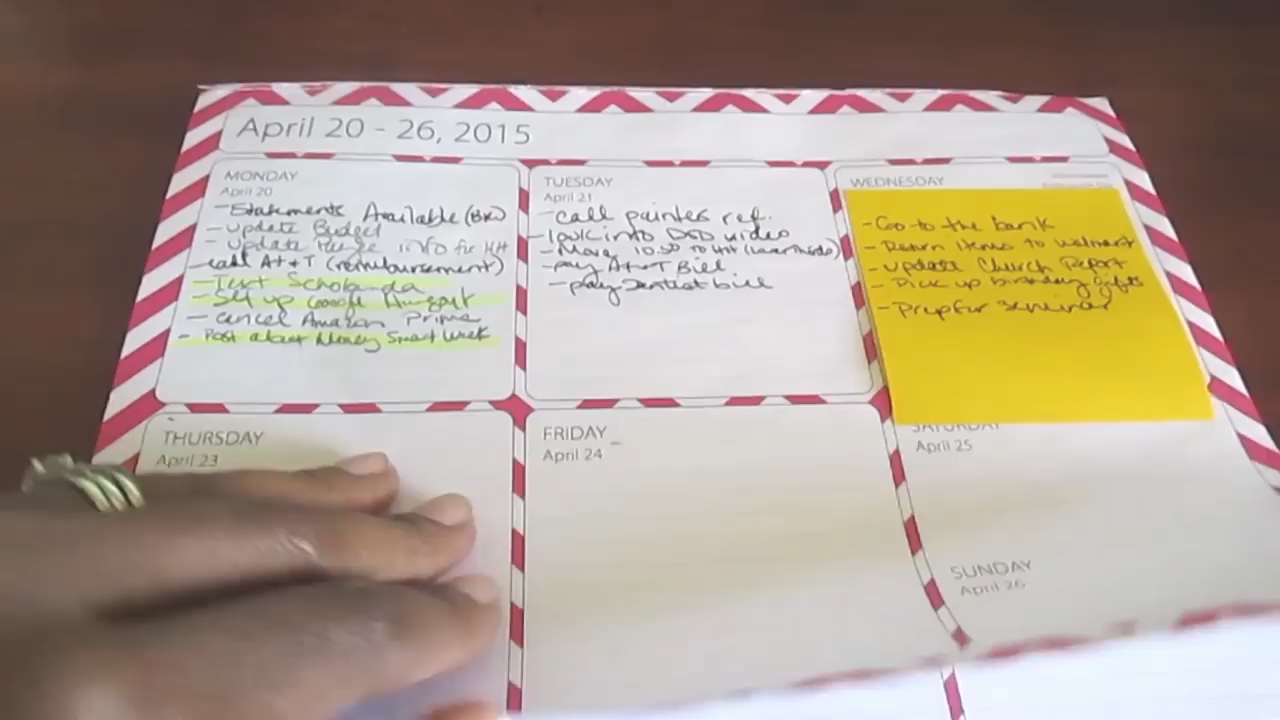 April 20 - 26, 2015
MONDAY
April 20
- Statements Available (BK)
- update Budget
- update info for HH
- call AT+T (reimbursement)
- Text
- Set up Google Hangout
- cancel Amazon Prime
- Post about Money Smart Week
TUESDAY
April 21
- call painter ref.
- look into DSD video
- Move 10.50 to HH
- pay AT+T Bill
- pay Dentist bill
WEDNESDAY
- Go to the bank
- Return items to walmart
- update Church Report
- Pick up birthday gifts
- Prep for seminar
THURSDAY
April 23
FRIDAY
April 24
SATURDAY
April 25
SUNDAY
April 26